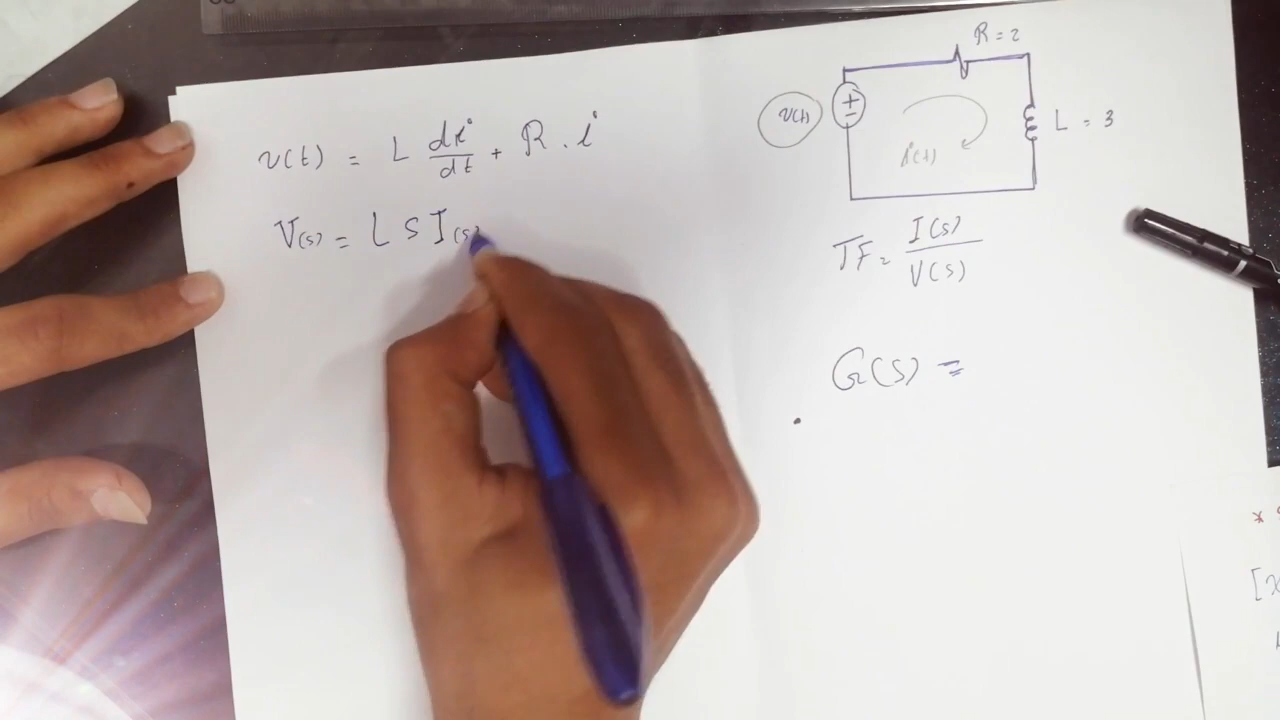 v(t) = L di/dt + R . i
V(s) = L S I(s)
R = 2
v(t)
i(t)
L = 3
TF = I(s)/V(s)
G(s) =